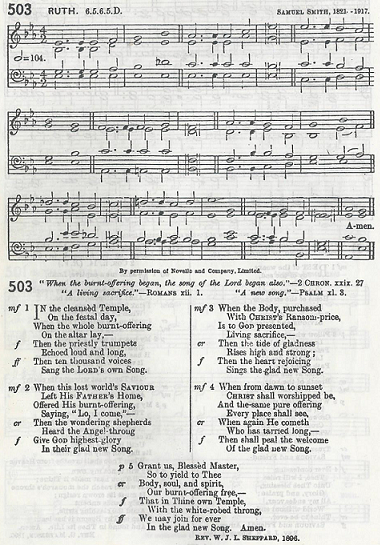 503 RUTH. 6.5.6.5.D. SAMUEL SMITH, 1821.-1917.
=104.
A-men.
By permission of Novello and Company, Limited.
503 "When the burnt-offering began, the song of the Lord began also."—2 CHRON. xxix. 27
"A living sacrifice."—ROMANS xii. 1. "A new song."—PSALM xl. 3.
mf 1 IN the cleansèd Temple,
On the festal day,
When the whole burnt-offering
On the altar lay,—
f Then the priestly trumpets
Echoed loud and long,
ff Then ten thousand voices
Sang the LORD'S own Song.
mf 2 When this lost world's SAVIOUR
Left His FATHER'S Home,
Offered His burnt-offering,
Saying, "Lo, I come,"—
cr Then the wondering shepherds
Heard the Angel-throng
f Give GOD highest glory
In their glad new Song.
mf 3 When the Body, purchased
With CHRIST'S Ransom-price,
Is to GOD presented,
Living sacrifice,—
cr Then the tide of gladness
Rises high and strong;
f Then the heart rejoicing
Sings the glad new Song.
mf 4 When from dawn to sunset
CHRIST shall worshipped be,
And the same pure offering
Every place shall see,
cr When again He cometh
Who has tarried long,—
f Then shall peal the welcome
Of the glad new Song.
p 5 Grant us, Blessèd Master,
So to yield to Thee
cr Body, soul, and spirit,
Our burnt-offering free,—
f That in Thine own Temple,
With the white-robed throng,
ff We may join for ever
In the glad new Song. Amen.
REV. W. J. L. SHEPPARD, 1896.